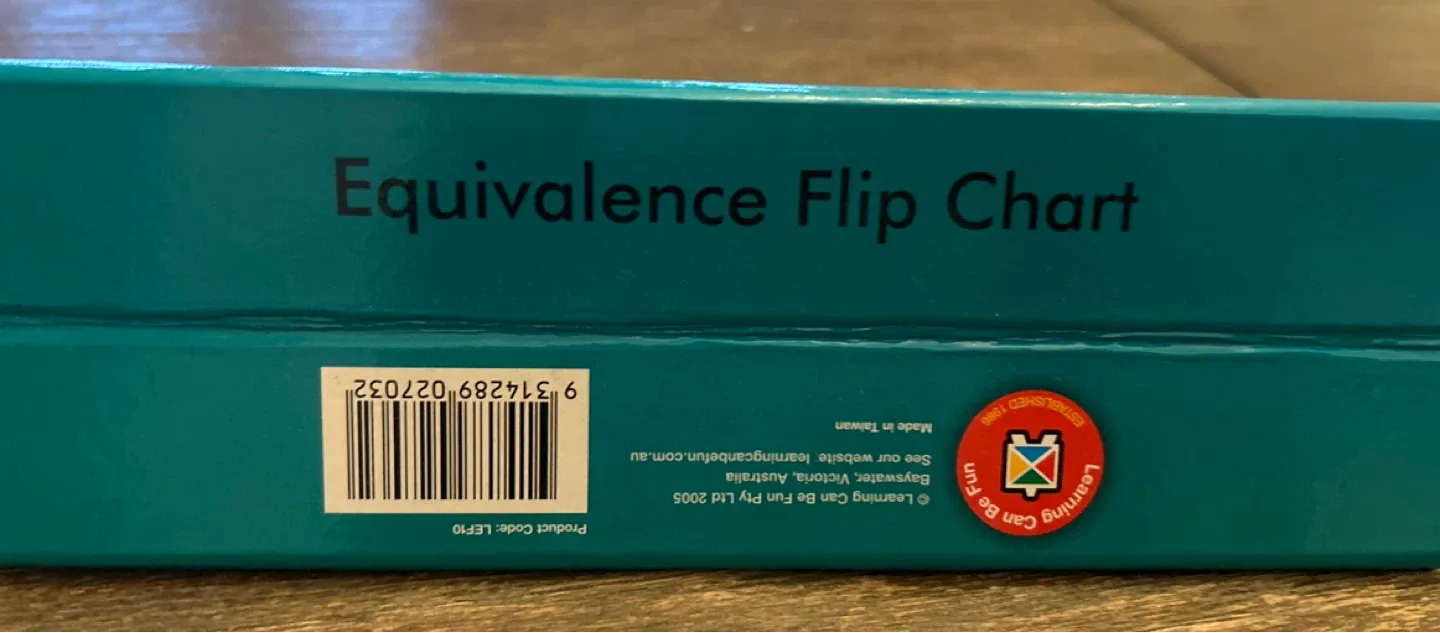 Equivalence Flip Chart
Learning Can Be Fun
ESTABLISHED 1986
© Learning Can Be Fun Pty Ltd 2005
Bayswater, Victoria, Australia
See our website: learningcanbefun.com.au
Made in Taiwan
Product Code: LEF10
9 314289 027032